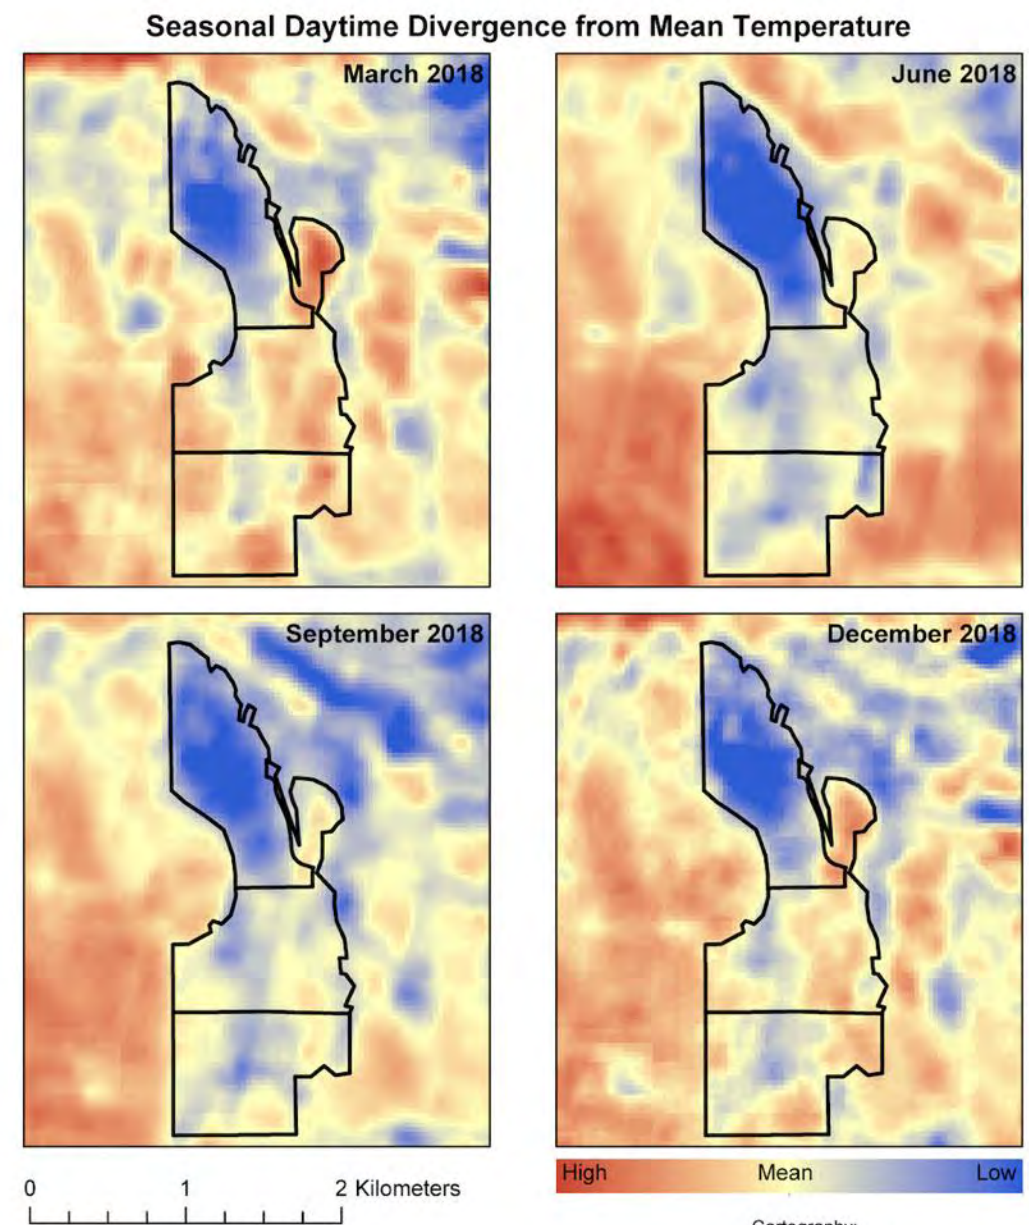 Seasonal Daytime Divergence from Mean Temperature
March 2018
June 2018
September 2018
December 2018
0 1 2 Kilometers
High Mean Low